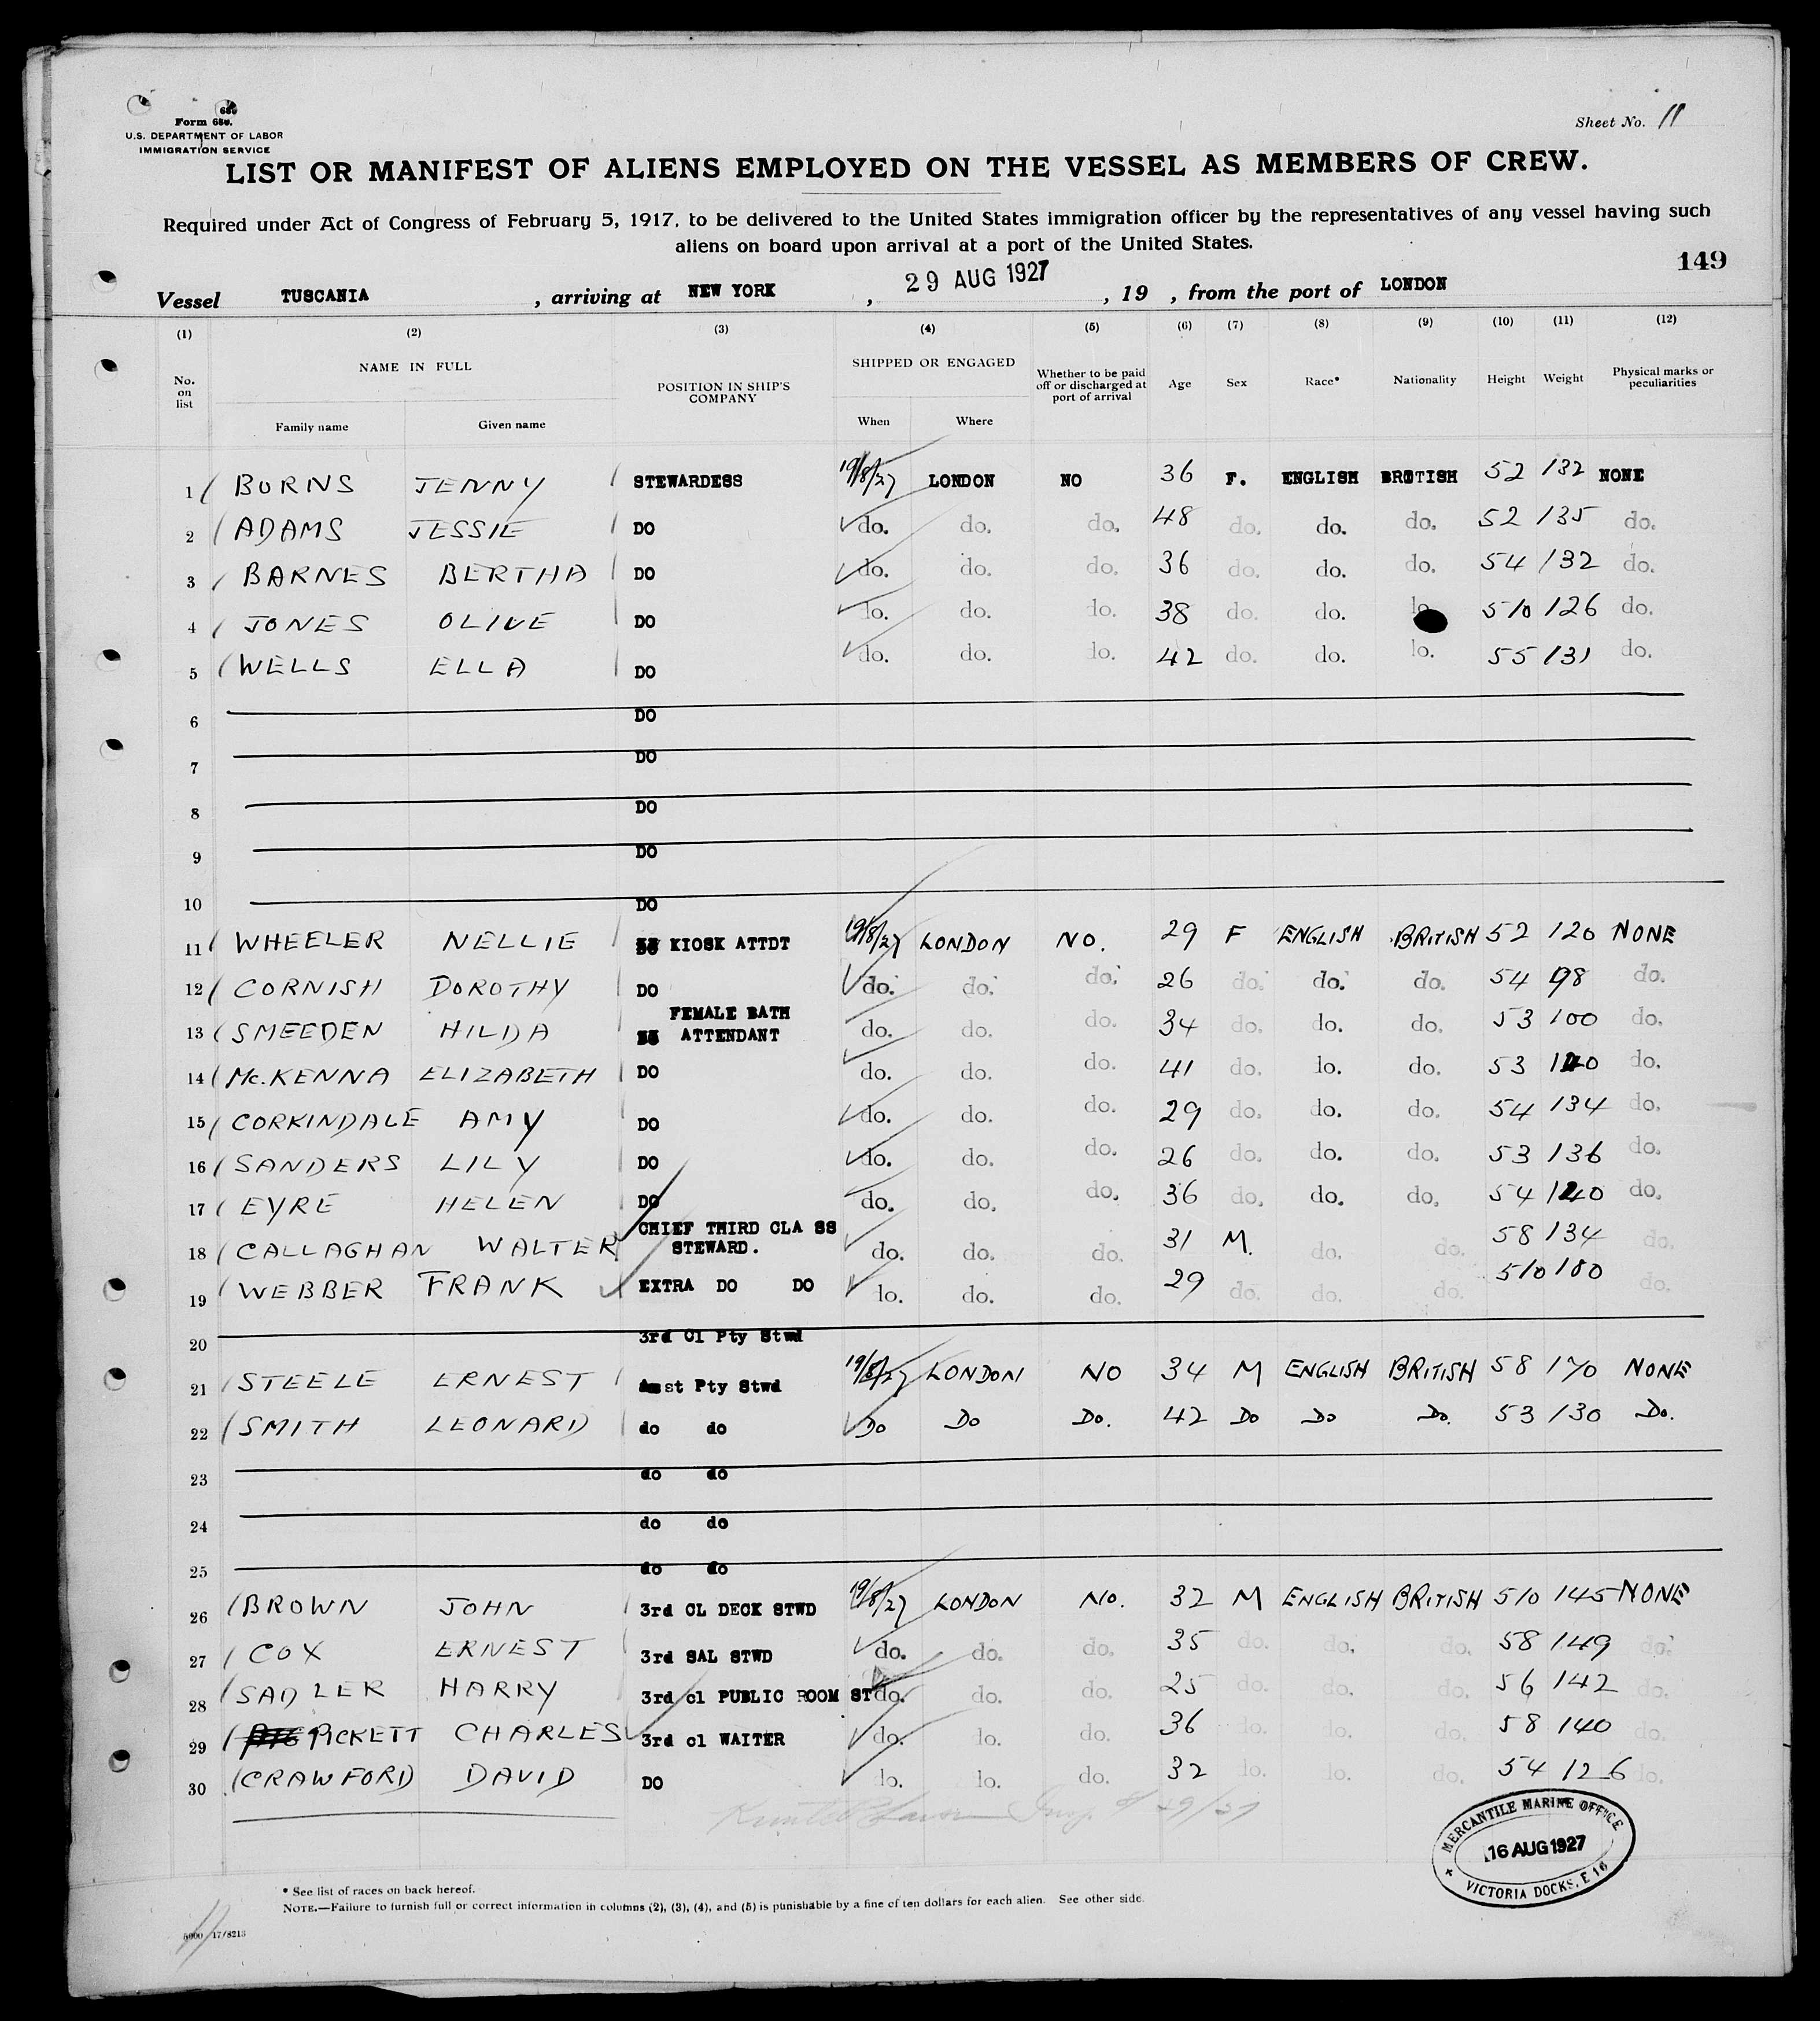 Form 680.
U.S. DEPARTMENT OF LABOR
IMMIGRATION SERVICE
Sheet No. 11
LIST OR MANIFEST OF ALIENS EMPLOYED ON THE VESSEL AS MEMBERS OF CREW.
Required under Act of Congress of February 5, 1917, to be delivered to the United States immigration officer by the representatives of any vessel having such
aliens on board upon arrival at a port of the United States.
149
Vessel TUSCANIA , arriving at NEW YORK , 29 AUG 1927 , 19 , from the port of LONDON
(1) (2) (3) (4) (5) (6) (7) (8) (9) (10) (11) (12)
No. on list NAME IN FULL Family name Given name POSITION IN SHIP'S COMPANY SHIPPED OR ENGAGED When Where Whether to be paid off or discharged at port of arrival Age Sex Race* Nationality Height Weight Physical marks or peculiarities
1 BURNS JENNY STEWARDESS 19/8/27 LONDON NO 36 F. ENGLISH BRITISH 52 132 NONE
2 ADAMS JESSIE DO do. do. do. 48 do. do. do. 52 135 do.
3 BARNES BERTHA DO do. do. do. 36 do. do. do. 54 132 do.
4 JONES OLIVE DO do. do. do. 38 do. do. do. 510 126 do.
5 WELLS ELLA DO do. do. do. 42 do. do. do. 55 131 do.
6 DO
7 DO
8 DO
9 DO
10 DO
11 WHEELER NELLIE KIOSK ATTDT 19/8/27 LONDON NO. 29 F ENGLISH BRITISH 52 120 NONE
12 CORNISH DOROTHY DO do. do. do. 26 do. do. do. 54 98 do.
13 SMEEDEN HILDA FEMALE BATH ATTENDANT do. do. do. 34 do. do. do. 53 100 do.
14 Mc.KENNA ELIZABETH DO do. do. do. 41 do. do. do. 53 do.
15 CORKINDALE AMY DO do. do. do. 29 do. do. do. 54 134 do.
16 SANDERS LILY DO do. do. do. 26 do. do. do. 53 136 do.
17 EYRE HELEN DO do. do. do. 36 do. do. do. 54 120 do.
18 CALLAGHAN WALTER CHIEF THIRD CLA SS STEWARD. do. do. do. 31 M. do. do. 58 134 do.
19 WEBBER FRANK EXTRA DO DO do. do. do. 29 do. do. do. 510 180 do.
20 3rd Cl Pty Stwd
21 STEELE ERNEST Asst Pty Stwd 19/8/27 LONDON NO 34 M ENGLISH BRITISH 58 170 NONE
22 SMITH LEONARD do do Do Do Do. 42 Do Do Do. 53 130 Do.
23 do do
24 do do
25 do do
26 BROWN JOHN 3rd CL DECK STWD 19/8/27 LONDON NO. 32 M ENGLISH BRITISH 510 145 NONE
27 COX ERNEST 3rd SAL STWD do. do. do. 35 do. do. do. 58 149 do.
28 SADLER HARRY 3rd cl PUBLIC ROOM ST do. do. do. 25 do. do. do. 56 142 do.
29 PICKETT CHARLES 3rd cl WAITER do. do. do. 36 do. do. do. 58 140 do.
30 CRAWFORD DAVID DO do. do. do. 32 do. do. do. 54 126 do.
MERCANTILE MARINE OFFICE
16 AUG 1927
VICTORIA DOCKS, E 16
* See list of races on back hereof.
NOTE.—Failure to furnish full or correct information in columns (2), (3), (4), and (5) is punishable by a fine of ten dollars for each alien. See other side.
5000 17/8213